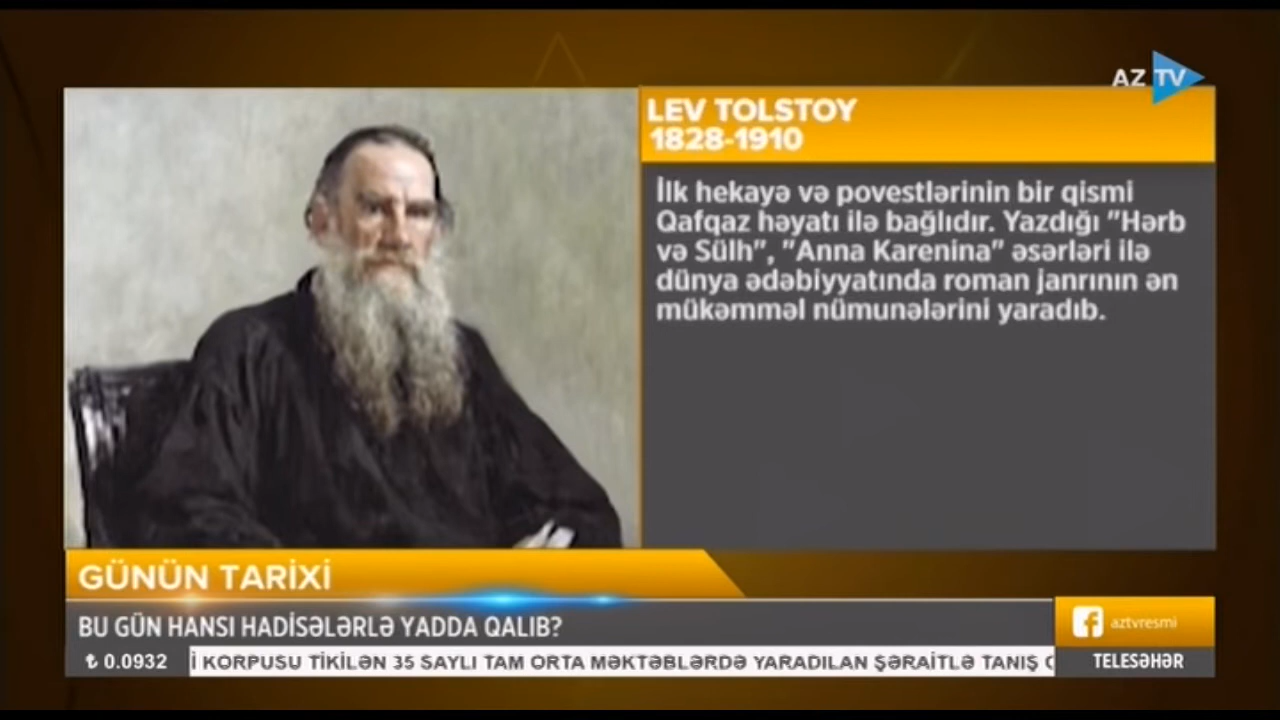 AZ TV
LEV TOLSTOY
1828-1910
İlk hekayə və povestlərinin bir qismi
Qafqaz həyatı ilə bağlıdır. Yazdığı "Hərb
və Sülh", "Anna Karenina" əsərləri ilə
dünya ədəbiyyatında roman janrının ən
mükəmməl nümunələrini yaradıb.
GÜNÜN TARİXİ
BU GÜN HANSI HADİSƏLƏRLƏ YADDA QALIB?
aztvresmi
₺ 0.0932
İ KORPUSU TİKİLƏN 35 SAYLI TAM ORTA MƏKTƏBLƏRDƏ YARADILAN ŞƏRAİTLƏ TANIŞ
TELESƏHƏR